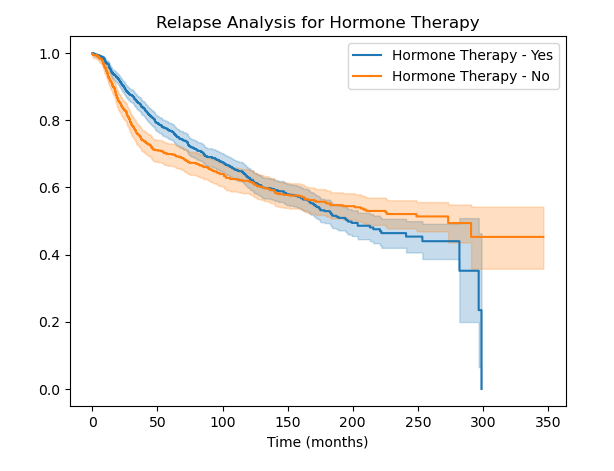 Relapse Analysis for Hormone Therapy
Hormone Therapy - Yes
Hormone Therapy - No
1.0
0.8
0.6
0.4
0.2
0.0
0 50 100 150 200 250 300 350
Time (months)